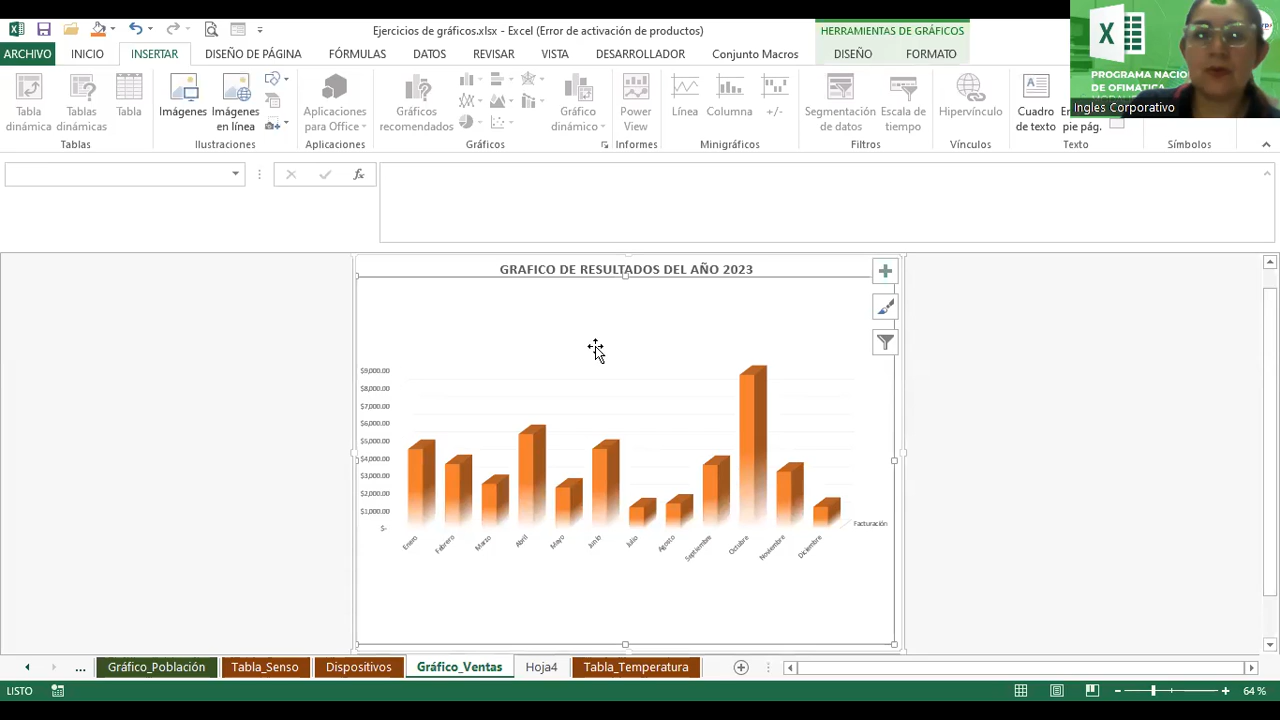 Ejercicios de gráficos.xlsx - Excel (Error de activación de productos)
HERRAMIENTAS DE GRÁFICOS
ARCHIVO INICIO INSERTAR DISEÑO DE PÁGINA FÓRMULAS DATOS REVISAR VISTA DESARROLLADOR Conjunto Macros DISEÑO FORMATO
PROGRAMA NACIO
DE OFIMATICA
Ingles Corporativo
Tabla dinámica
Tablas dinámicas
Tabla
Imágenes
Imágenes en línea
Aplicaciones para Office
Gráficos recomendados
Gráfico dinámico
Power View
Línea
Columna
+/-
Segmentación de datos
Escala de tiempo
Hipervínculo
Cuadro de texto
pie pág.
Tablas Ilustraciones Aplicaciones Gráficos Informes Minigráficos Filtros Vínculos Texto Símbolos
fx
GRAFICO DE RESULTADOS DEL AÑO 2023
$9,000.00
$8,000.00
$7,000.00
$6,000.00
$5,000.00
$4,000.00
$3,000.00
$2,000.00
$1,000.00
$-
Facturación
Enero Febrero Marzo Abril Mayo Junio Julio Agosto Septiembre Octubre Noviembre Diciembre
... Gráfico_Población Tabla_Senso Dispositivos Gráfico_Ventas Hoja4 Tabla_Temperatura
LISTO
64 %